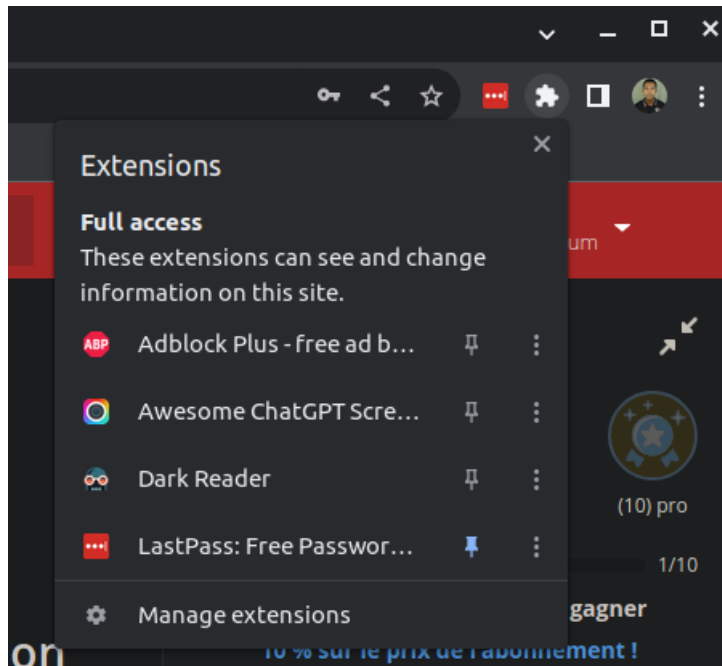 Extensions
Full access
These extensions can see and change
information on this site.
um
ABP
Adblock Plus - free ad b...
Awesome ChatGPT Scre...
Dark Reader
(10) pro
LastPass: Free Passwor...
1/10
Manage extensions
gagner
on
10 % sur le prix de l'abonnement !